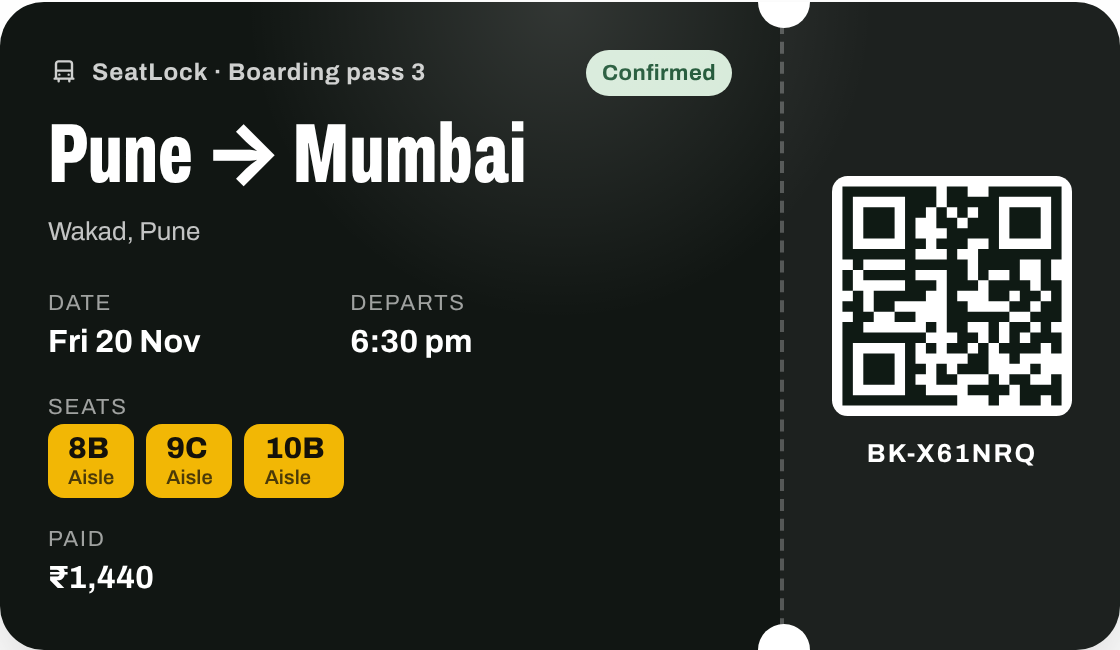 SeatLock · Boarding pass 3
Confirmed
Pune → Mumbai
Wakad, Pune
DATE
Fri 20 Nov
DEPARTS
6:30 pm
SEATS
8B
Aisle
9C
Aisle
10B
Aisle
PAID
₹1,440
BK-X61NRQ